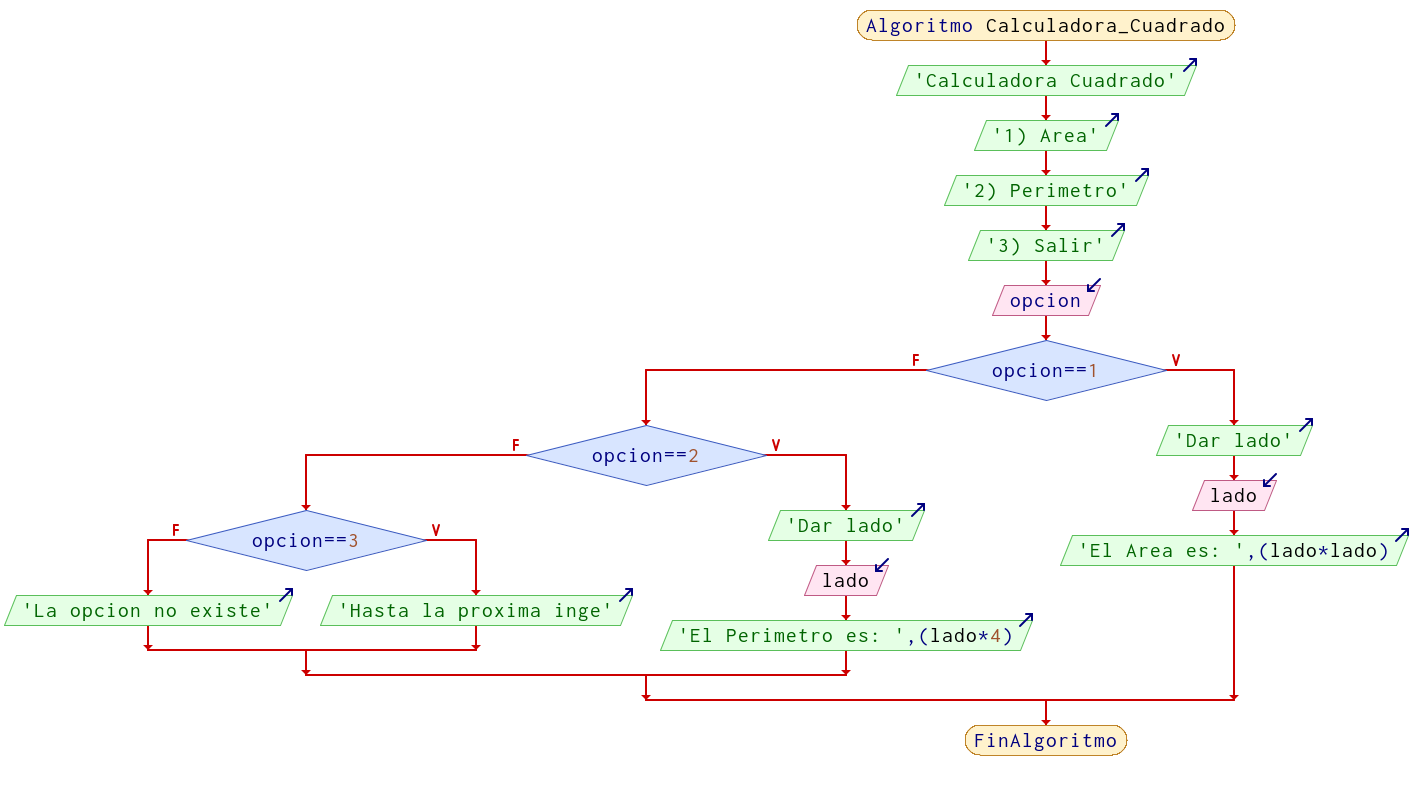 Algoritmo Calculadora_Cuadrado
'Calculadora Cuadrado'
'1) Area'
'2) Perimetro'
'3) Salir'
opcion
opcion==1
F
V
opcion==2
F
V
'Dar lado'
lado
'El Area es: ',(lado*lado)
opcion==3
F
V
'Dar lado'
lado
'El Perimetro es: ',(lado*4)
'La opcion no existe'
'Hasta la proxima inge'
FinAlgoritmo